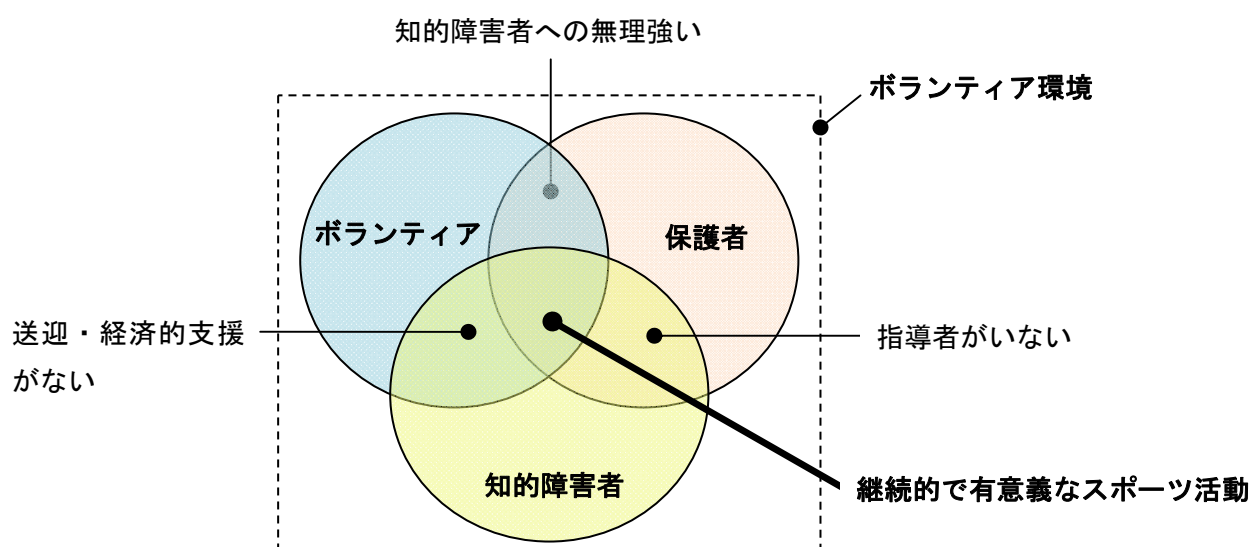 知的障害者への無理強い
ボランティア環境
ボランティア
保護者
送迎・経済的支援
がない
指導者がいない
知的障害者
継続的で有意義なスポーツ活動